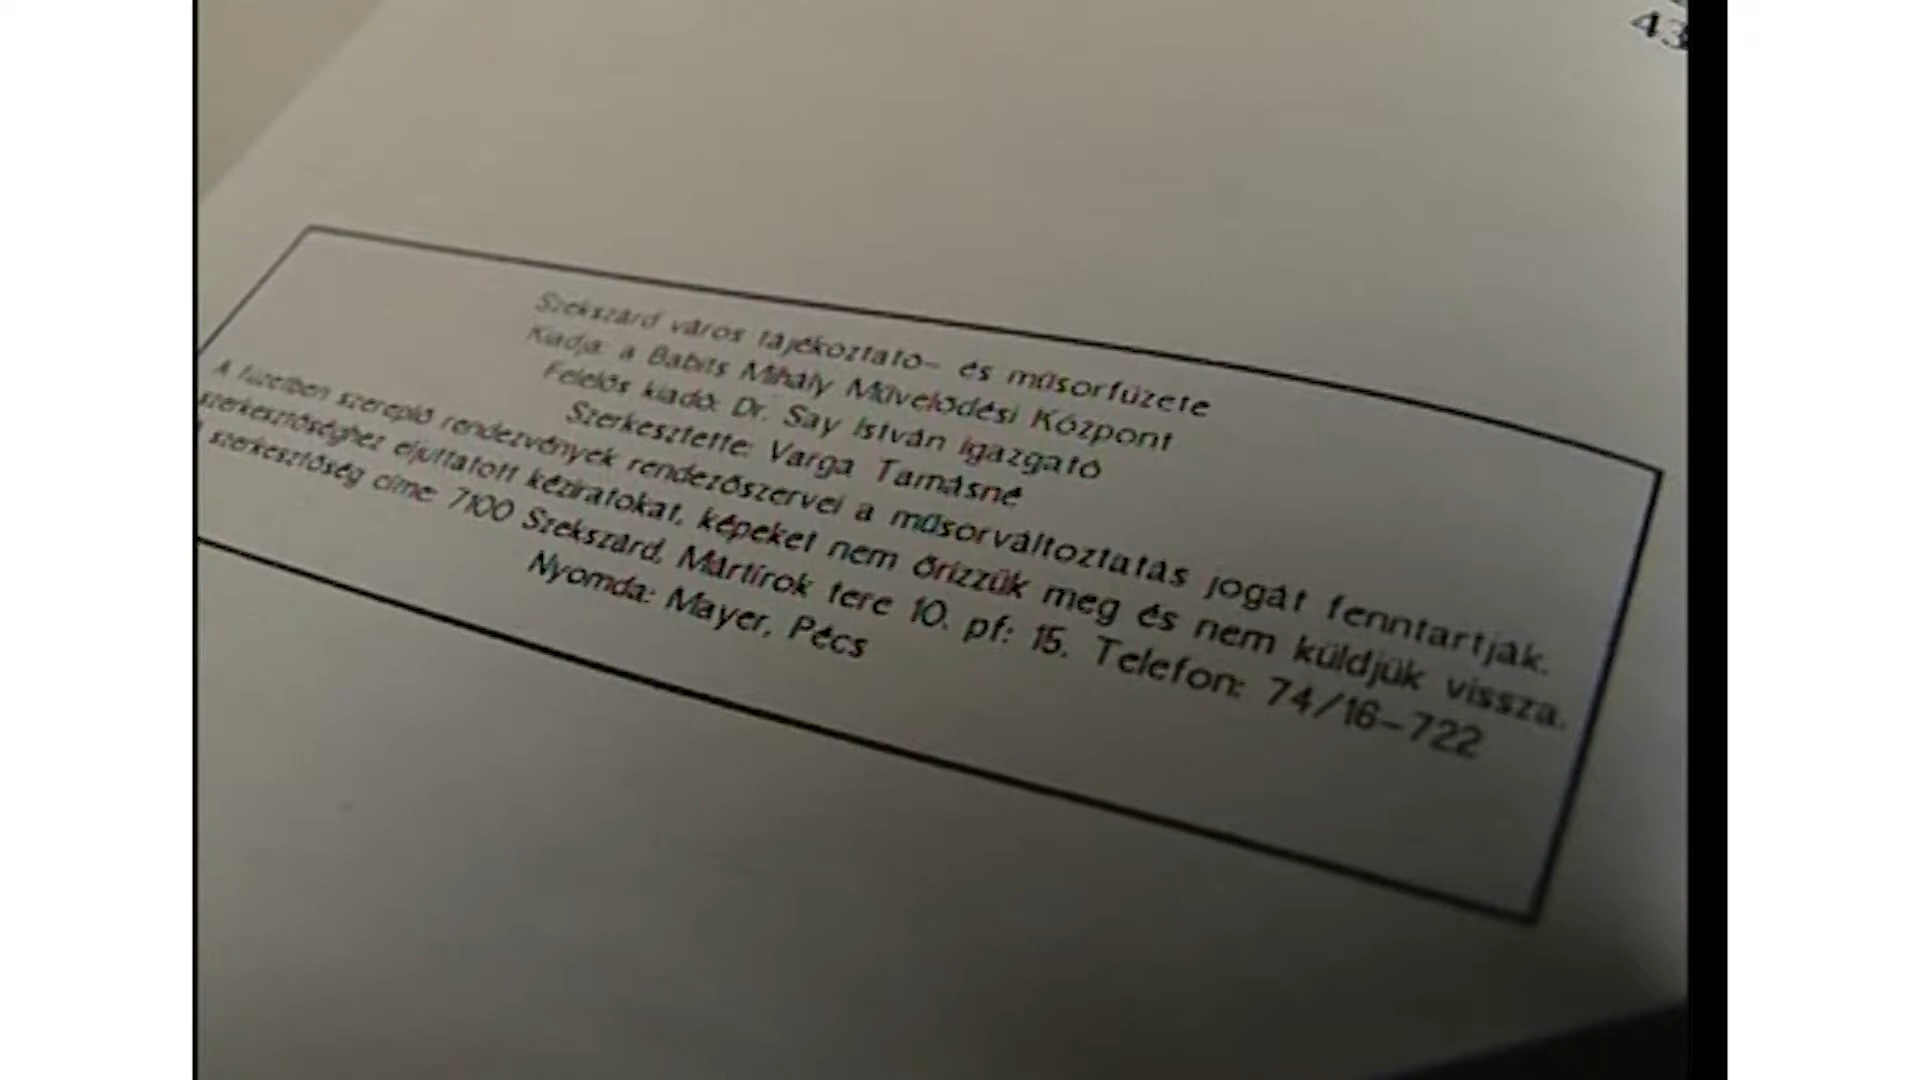 43
Szekszárd város tájékoztató- és műsorfüzete
Kiadja: a Babits Mihály Művelődési Központ
Felelős kiadó: Dr. Say István igazgató
Szerkesztette: Varga Tamásné
A füzetben szereplő rendezvények rendezőszervei a műsorváltoztatás jogát fenntartják.
szerkesztőséghez eljuttatott kéziratokat, képeket nem őrizzük meg és nem küldjük vissza.
szerkesztőség címe: 7100 Szekszárd, Mártírok tere 10. pf: 15. Telefon: 74/16-722
Nyomda: Mayer, Pécs